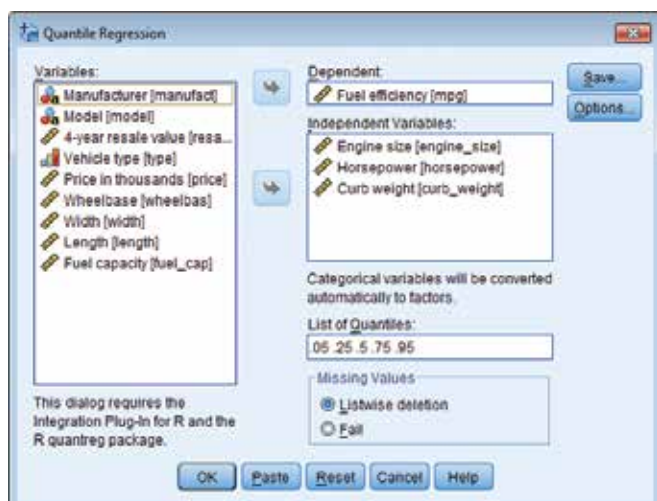 Quantile Regression
Variables:
Manufacturer [manufact]
Model [model]
4-year resale value [resa...
Vehicle type [type]
Price in thousands [price]
Wheelbase [wheelbas]
Width [width]
Length [length]
Fuel capacity [fuel_cap]
This dialog requires the
Integration Plug-In for R and the
R quantreg package.
Dependent:
Fuel efficiency [mpg]
Independent Variables:
Engine size [engine_size]
Horsepower [horsepower]
Curb weight [curb_weight]
Categorical variables will be converted
automatically to factors.
List of Quantiles:
.05 .25 .5 .75 .95
Missing Values
Listwise deletion
Fail
Save...
Options...
OK
Paste
Reset
Cancel
Help